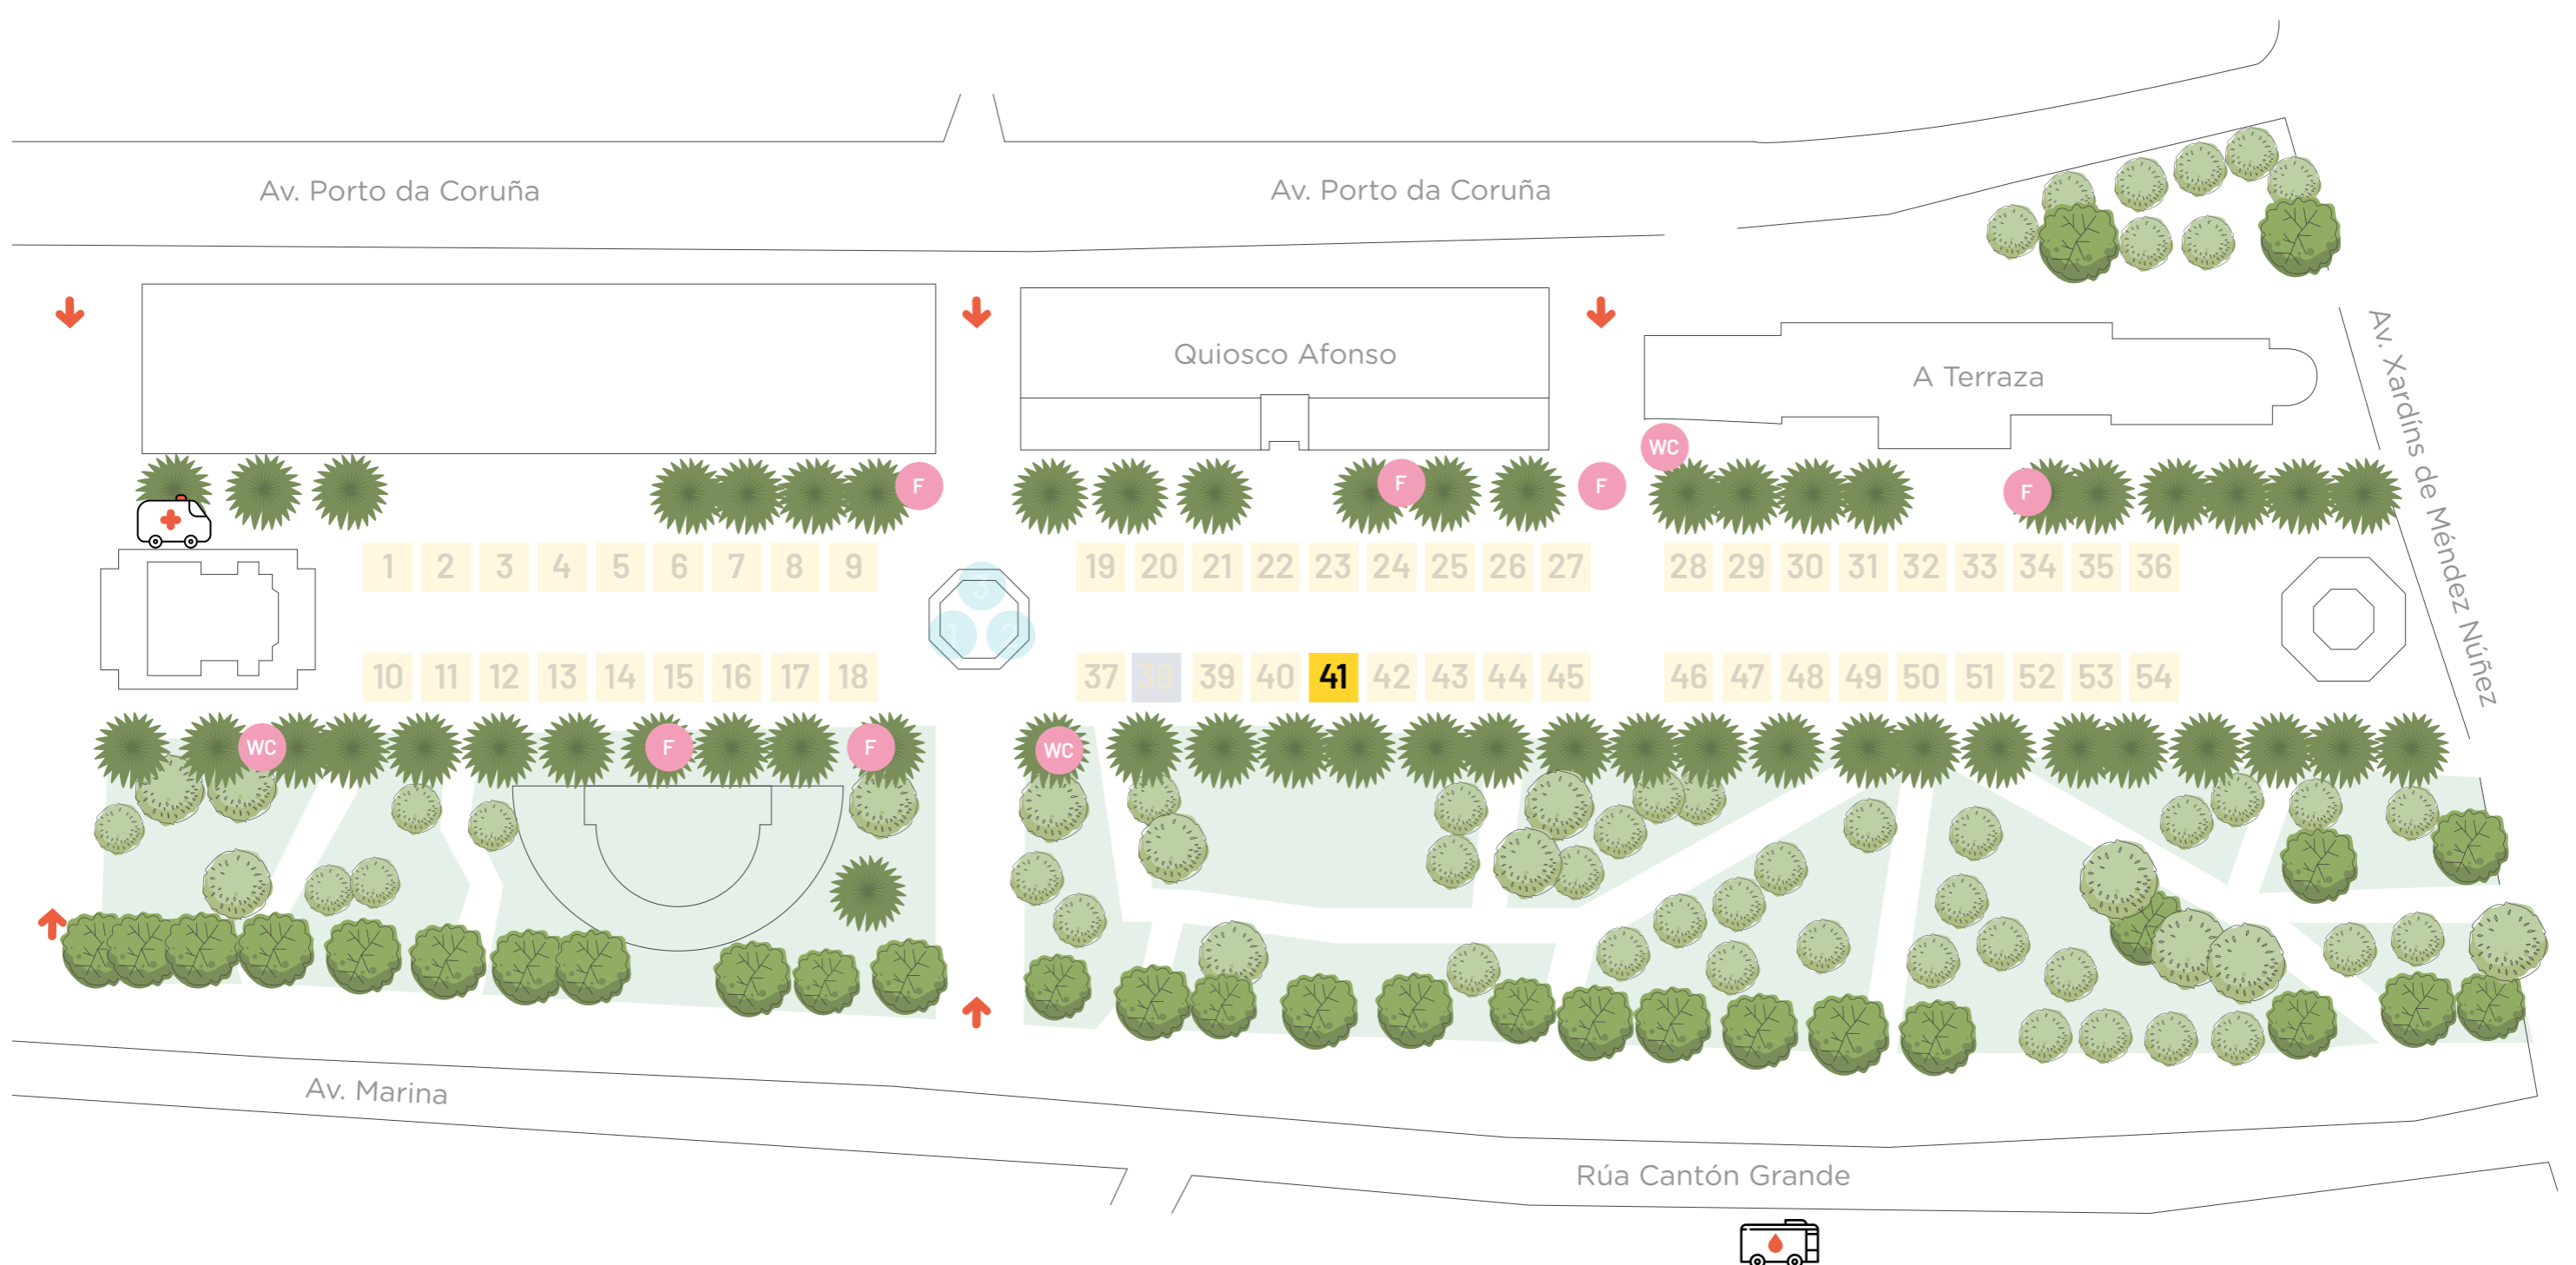 Av. Porto da Coruña
Av. Porto da Coruña
Quiosco Afonso
A Terraza
Av. Xardíns de Méndez Núñez
WC
F
F
F
F
1 2 3 4 5 6 7 8 9
19 20 21 22 23 24 25 26 27
28 29 30 31 32 33 34 35 36
3
1 2
10 11 12 13 14 15 16 17 18
37 38 39 40 41 42 43 44 45
46 47 48 49 50 51 52 53 54
WC
F
F
WC
Av. Marina
Rúa Cantón Grande